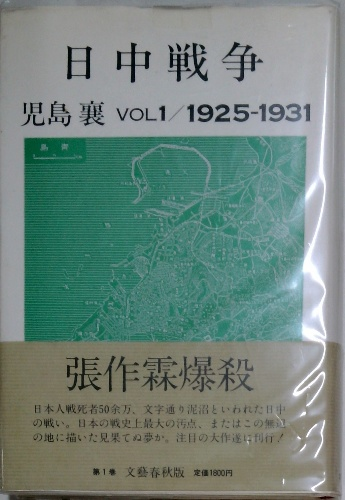 日中戦争
児島 襄 VOL1/1925-1931
張作霖爆殺
日本人戦死者50余万、文字通り泥沼といわれた日中
の戦い。日本の戦史上最大の汚点、またはこの無辺
の地に描いた見果てぬ夢か。注目の大作遂に刊行!
第1巻 文藝春秋版 定価1600円